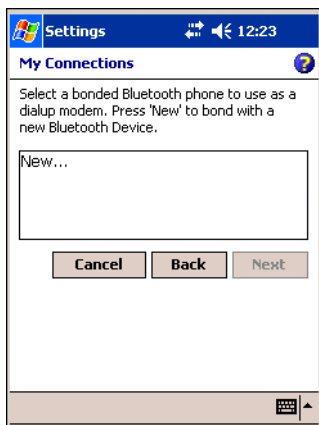 Settings 12:23
My Connections
Select a bonded Bluetooth phone to use as a
dialup modem. Press 'New' to bond with a
new Bluetooth Device.
New...
Cancel Back Next